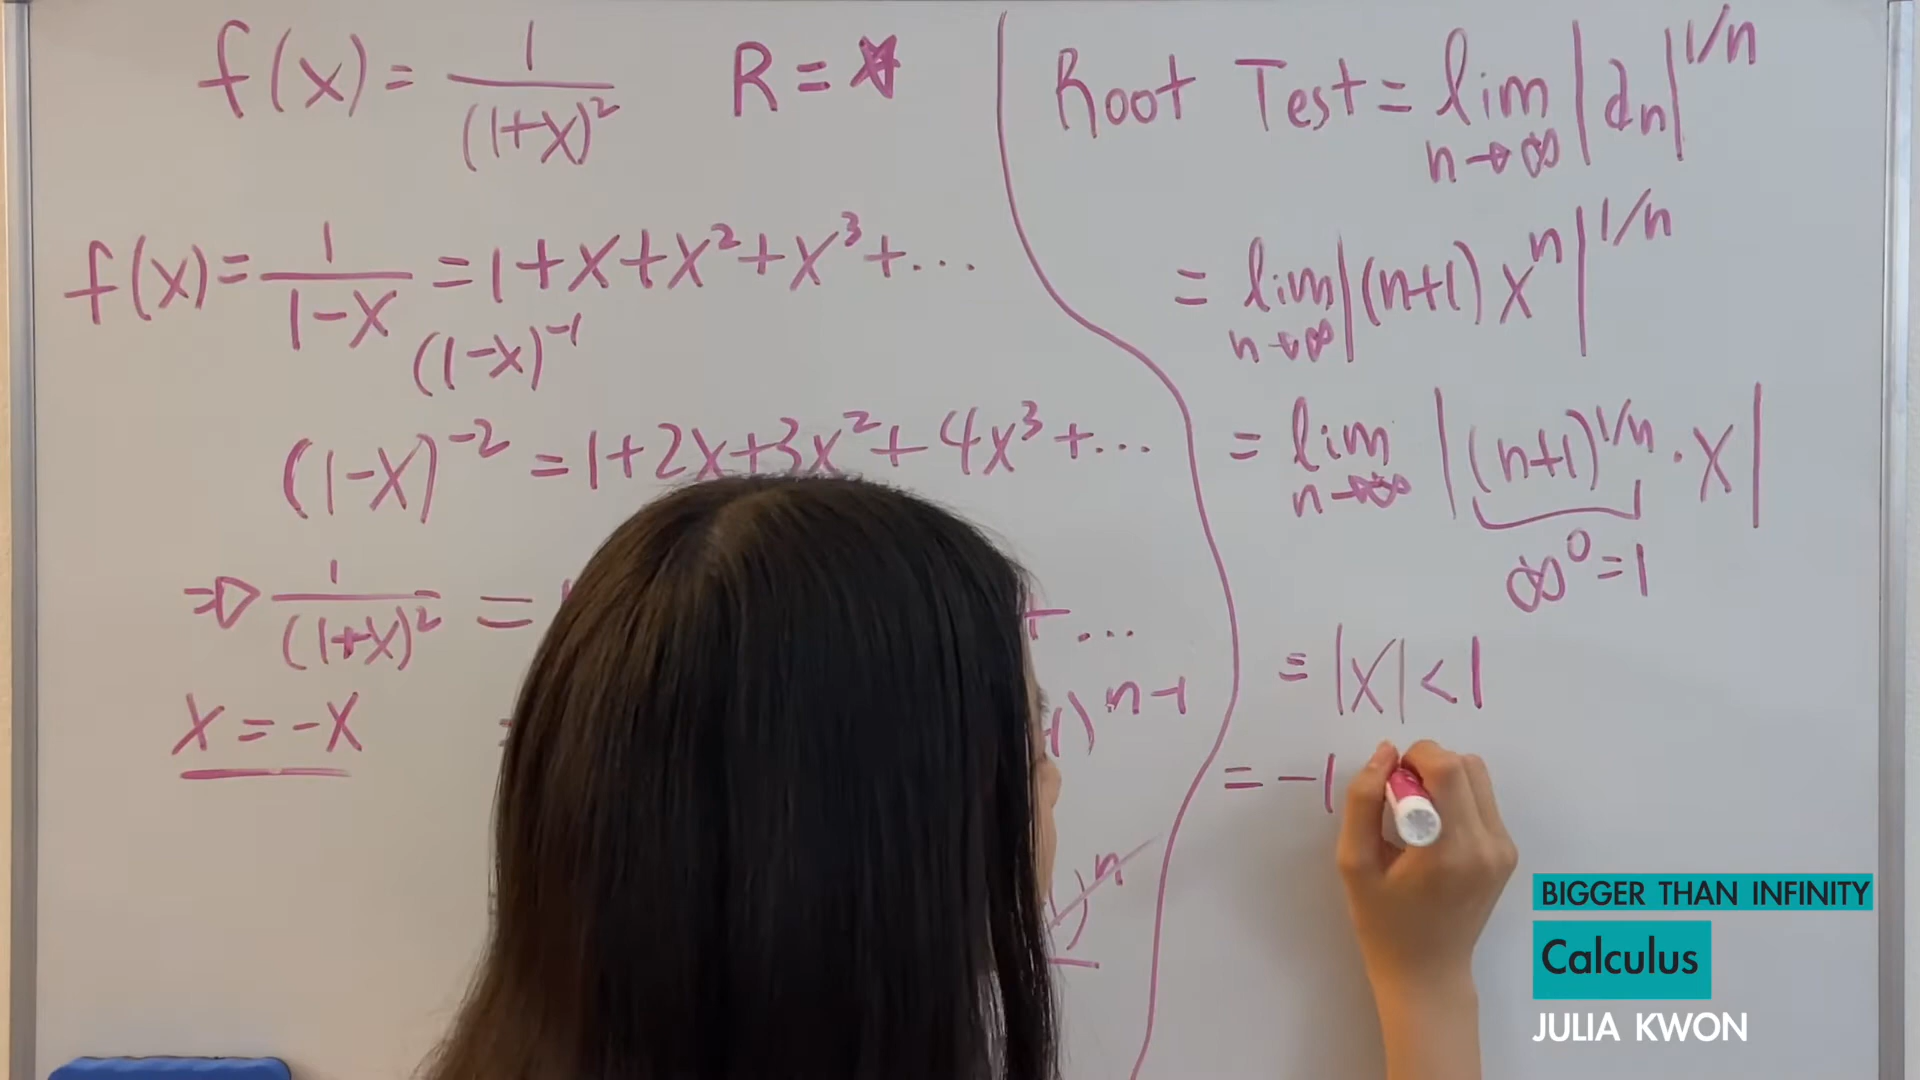 f(x) = 1/(1+x)² R =
f(x) = 1/1-x = 1+x+x²+x³+...
(1-x)⁻¹
(1-x)⁻² = 1+2x+3x²+4x³+...
⇒ 1/(1+x)² = + ...
x = -x = )ⁿ⁻¹
)ⁿ
Root Test = lim n→∞ |dn|^1/n
= lim n→∞ |(n+1) xⁿ|^1/n
= lim n→∞ |(n+1)^1/n · x|
∞⁰ = 1
= |x| < 1
= -1
BIGGER THAN INFINITY
Calculus
JULIA KWON